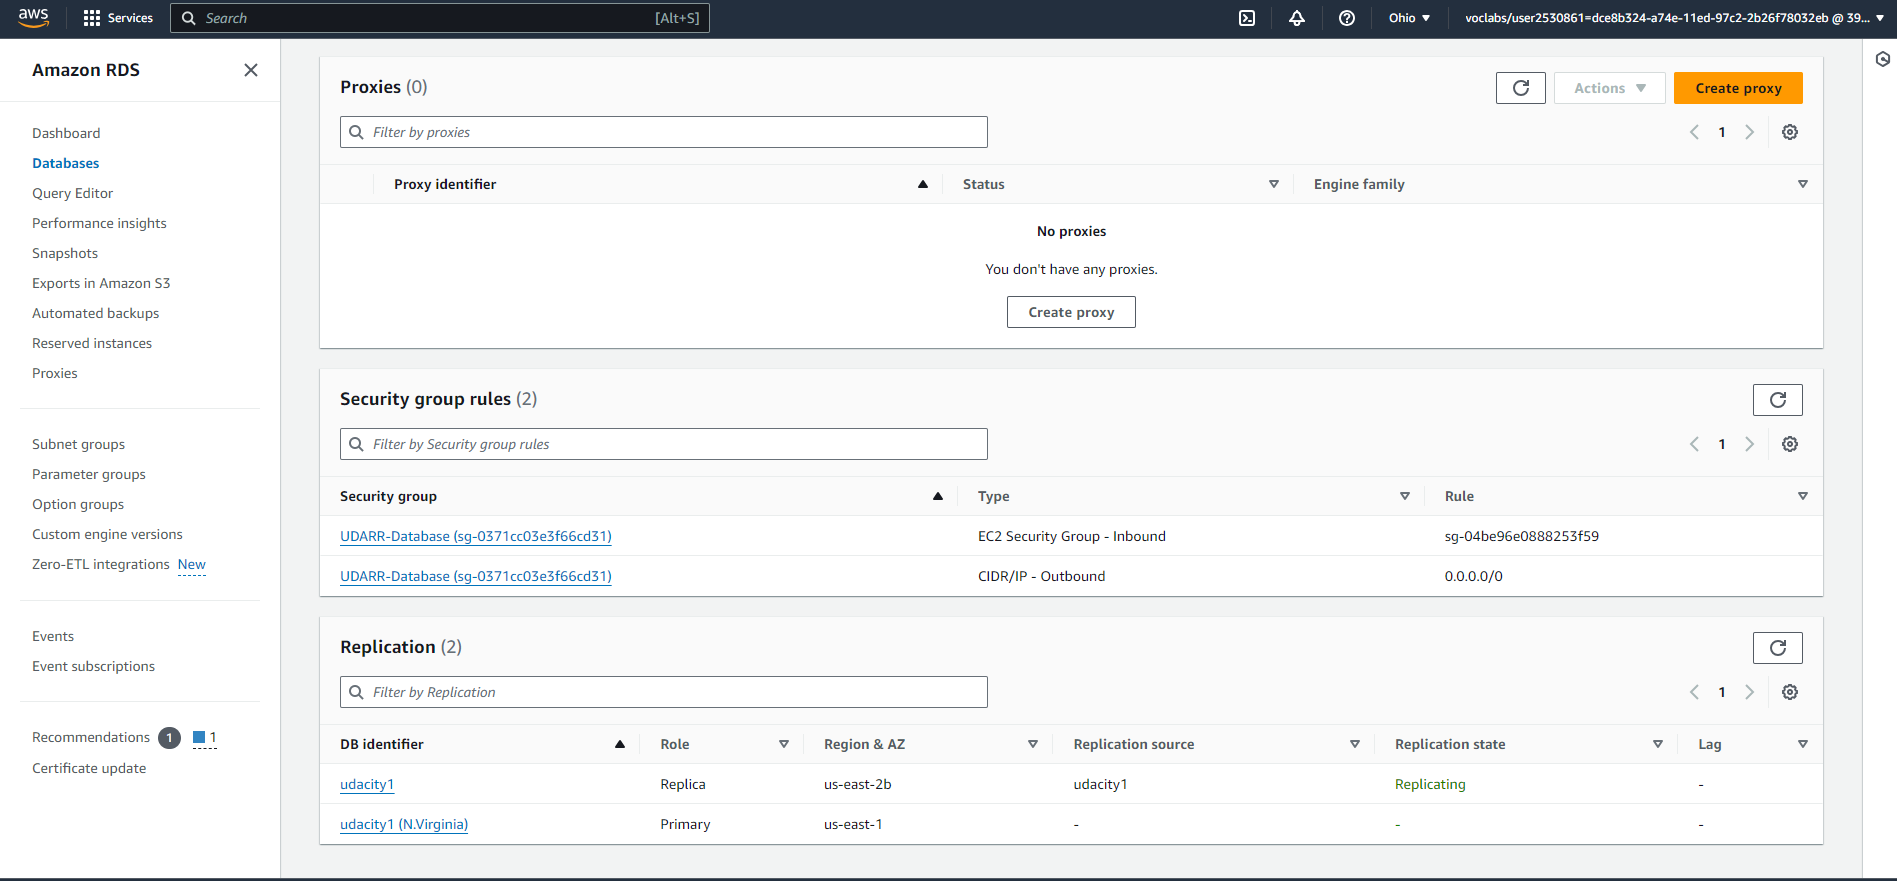 aws
Services
Search
[Alt+S]
Ohio
voclabs/user2530861=dce8b324-a74e-11ed-97c2-2b26f78032eb @ 39...
Amazon RDS
Dashboard
Databases
Query Editor
Performance insights
Snapshots
Exports in Amazon S3
Automated backups
Reserved instances
Proxies
Subnet groups
Parameter groups
Option groups
Custom engine versions
Zero-ETL integrations New
Events
Event subscriptions
Recommendations 1 1
Certificate update
Proxies (0)
Actions
Create proxy
Filter by proxies
1
Proxy identifier Status Engine family
No proxies
You don't have any proxies.
Create proxy
Security group rules (2)
Filter by Security group rules
1
Security group Type Rule
UDARR-Database (sg-0371cc03e3f66cd31) EC2 Security Group - Inbound sg-04be96e0888253f59
UDARR-Database (sg-0371cc03e3f66cd31) CIDR/IP - Outbound 0.0.0.0/0
Replication (2)
Filter by Replication
1
DB identifier Role Region & AZ Replication source Replication state Lag
udacity1 Replica us-east-2b udacity1 Replicating -
udacity1 (N.Virginia) Primary us-east-1 - - -